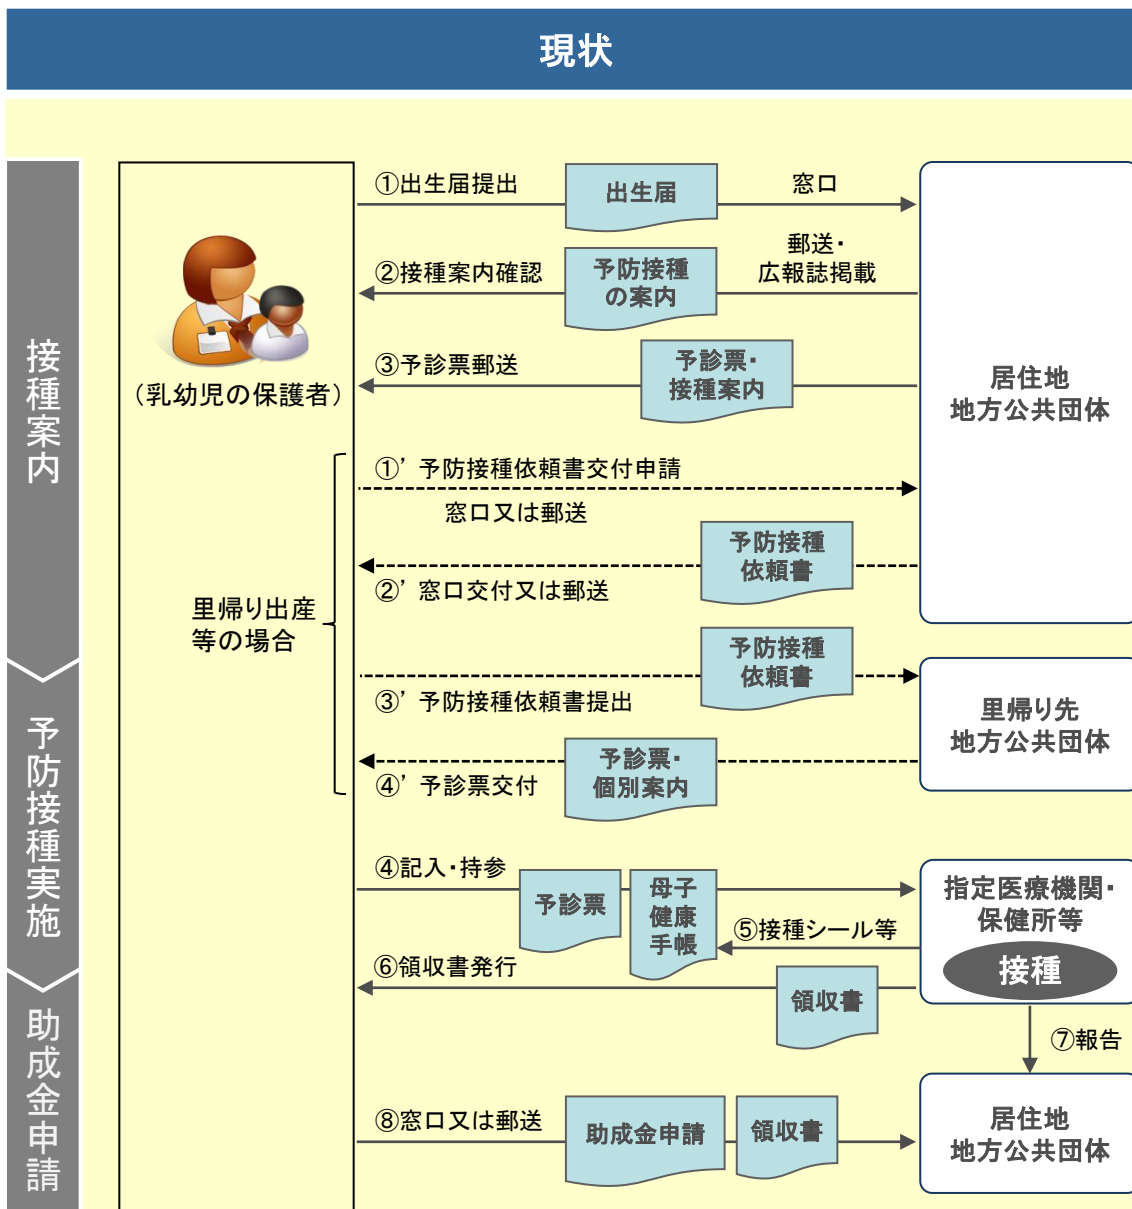 現状
接種案内
予防接種実施
助成金申請
(乳幼児の保護者)
①出生届提出
出生届
窓口
②接種案内確認
予防接種
の案内
郵送・
広報誌掲載
③予診票郵送
予診票・
接種案内
居住地
地方公共団体
里帰り出産
等の場合
①’ 予防接種依頼書交付申請
窓口又は郵送
予防接種
依頼書
②’ 窓口交付又は郵送
予防接種
依頼書
③’ 予防接種依頼書提出
里帰り先
地方公共団体
予診票・
個別案内
④’ 予診票交付
④記入・持参
予診票
母子
健康
手帳
指定医療機関・
保健所等
接種
⑤接種シール等
⑥領収書発行
領収書
⑦報告
⑧窓口又は郵送
助成金申請
領収書
居住地
地方公共団体